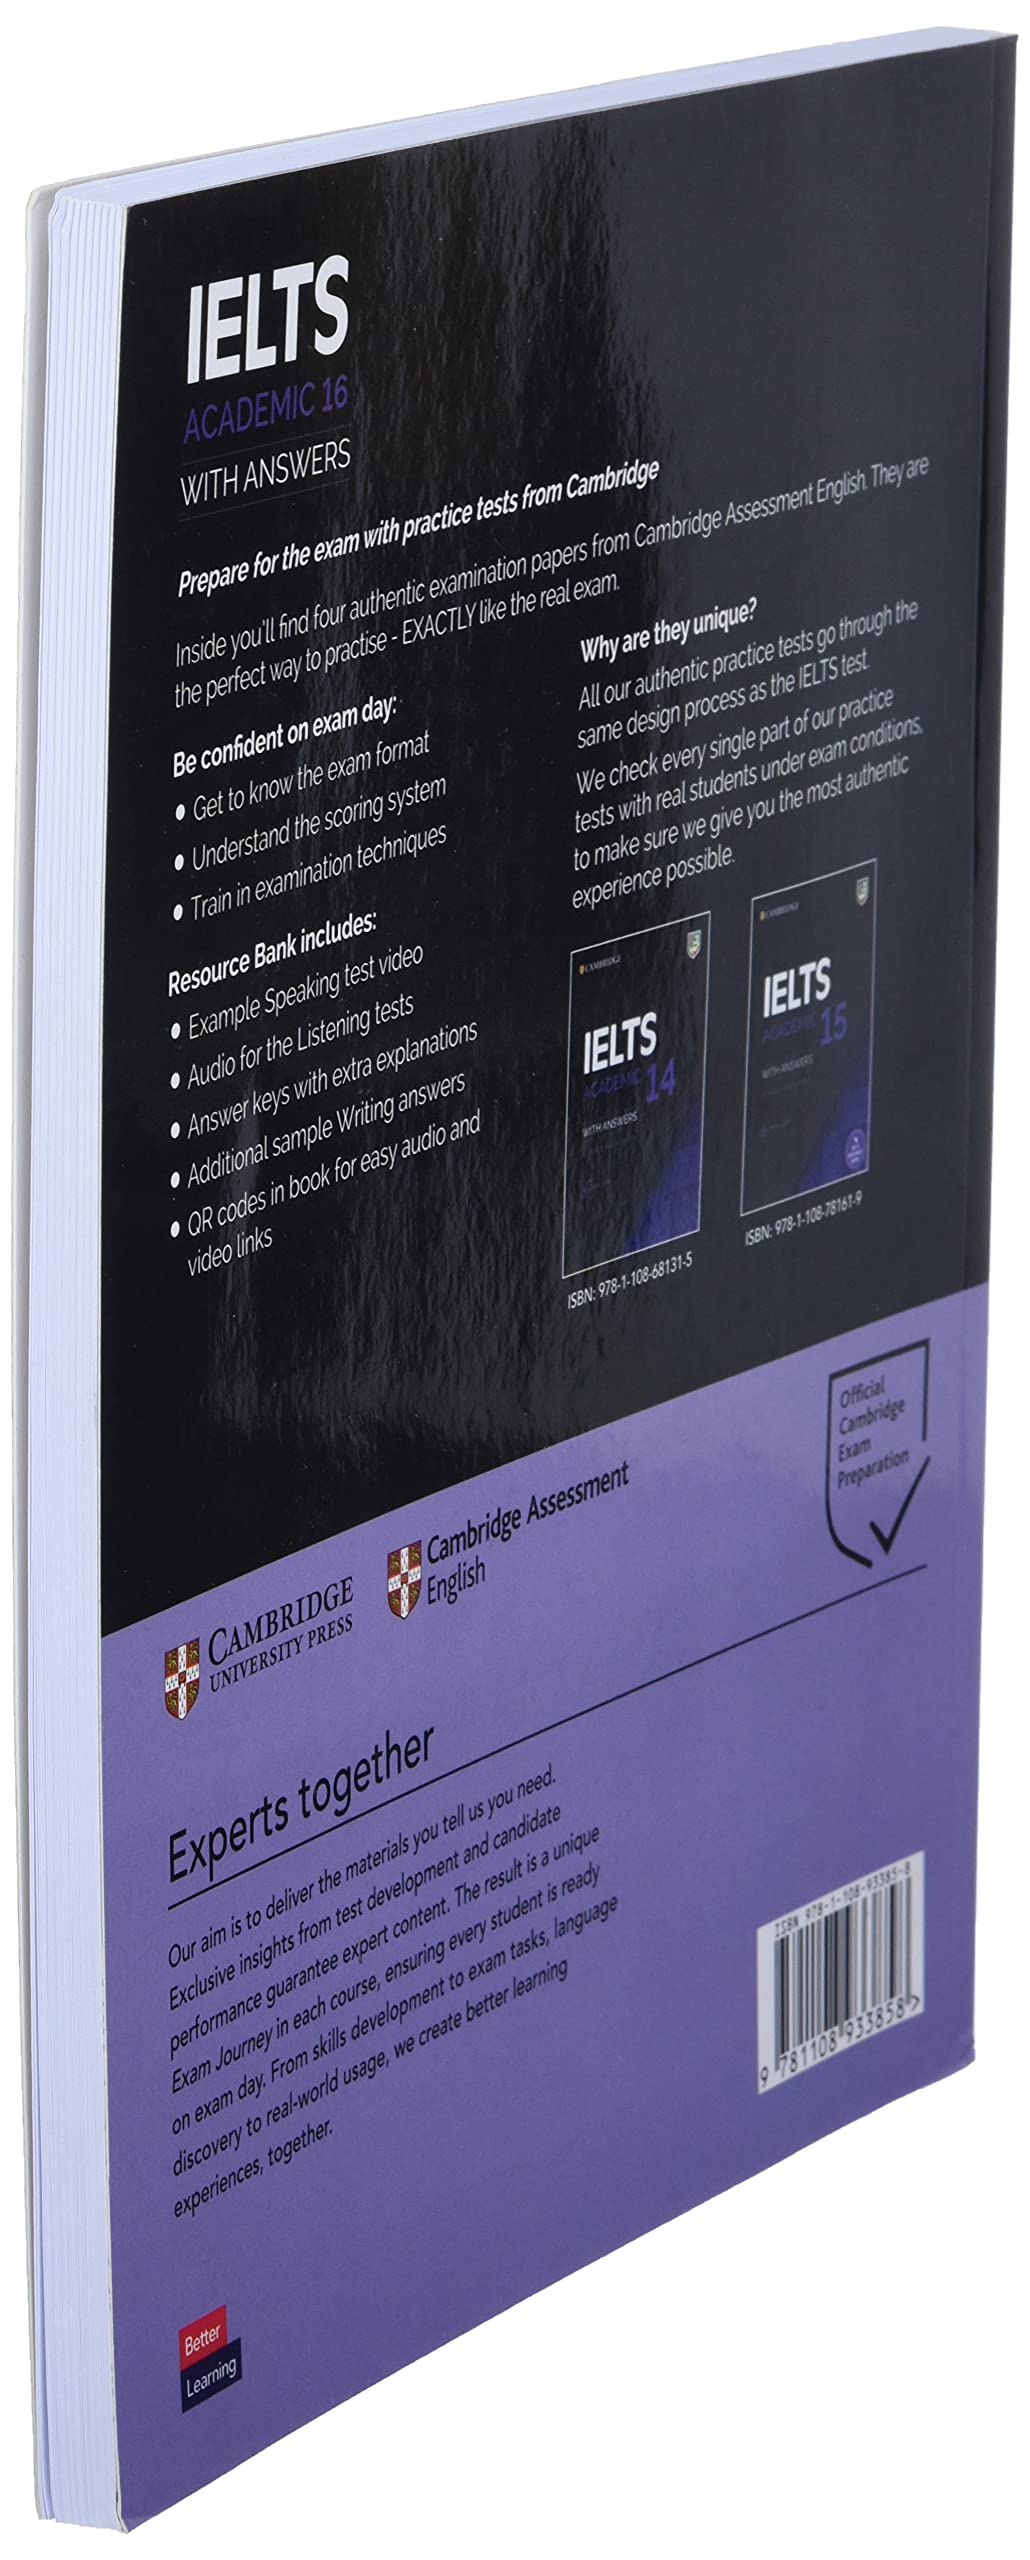 IELTS
ACADEMIC 16
WITH ANSWERS
Prepare for the exam with practice tests from Cambridge
Inside you'll find four authentic examination papers from Cambridge Assessment English. They are
the perfect way to practise - EXACTLY like the real exam.
Be confident on exam day:
• Get to know the exam format
• Understand the scoring system
• Train in examination techniques
Resource Bank includes:
• Example Speaking test video
• Audio for the Listening tests
• Answer keys with extra explanations
• Additional sample Writing answers
• QR codes in book for easy audio and
video links
Why are they unique?
All our authentic practice tests go through the
same design process as the IELTS test.
We check every single part of our practice
tests with real students under exam conditions,
to make sure we give you the most authentic
experience possible.
CAMBRIDGE
IELTS
ACADEMIC 14
WITH ANSWERS
ISBN: 978-1-108-68131-5
CAMBRIDGE
IELTS
ACADEMIC 15
WITH ANSWERS
ISBN: 978-1-108-78161-9
CAMBRIDGE
UNIVERSITY PRESS
Cambridge Assessment
English
Official
Cambridge
Exam
Preparation
Experts together
Our aim is to deliver the materials you tell us you need.
Exclusive insights from test development and candidate
performance guarantee expert content. The result is a unique
Exam Journey in each course, ensuring every student is ready
on exam day. From skills development to exam tasks, language
discovery to real-world usage, we create better learning
experiences, together.
ISBN 978-1-108-93385-8
9 781108 933858 >
Better
Learning